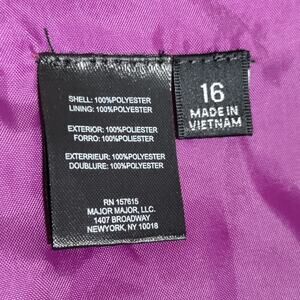 SHELL: 100%POLYESTER
LINING: 100%POLYESTER
EXTERIOR: 100%POLIESTER
FORRO: 100%POLIESTER
EXTERRIEUR: 100%POLYESTER
DOUBLURE: 100%POLYESTER
RN 157615
MAJOR MAJOR, LLC.
1407 BROADWAY
NEWYORK, NY 10018
16
MADE IN
VIETNAM